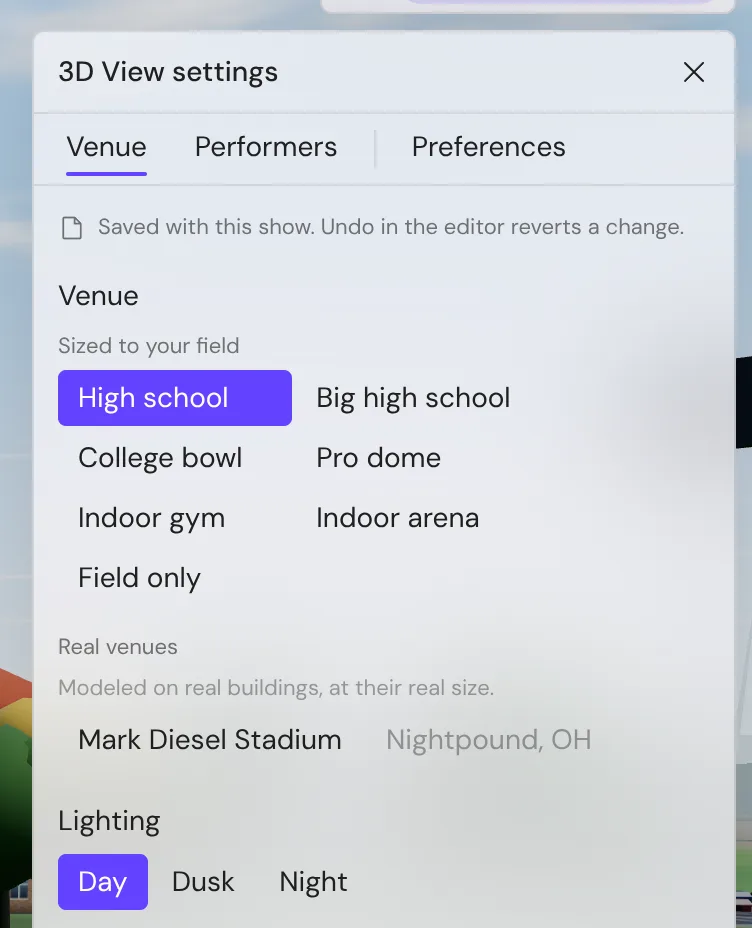 3D View settings
Venue Performers Preferences
Saved with this show. Undo in the editor reverts a change.
Venue
Sized to your field
High school Big high school
College bowl Pro dome
Indoor gym Indoor arena
Field only
Real venues
Modeled on real buildings, at their real size.
Mark Diesel Stadium Nightpound, OH
Lighting
Day Dusk Night